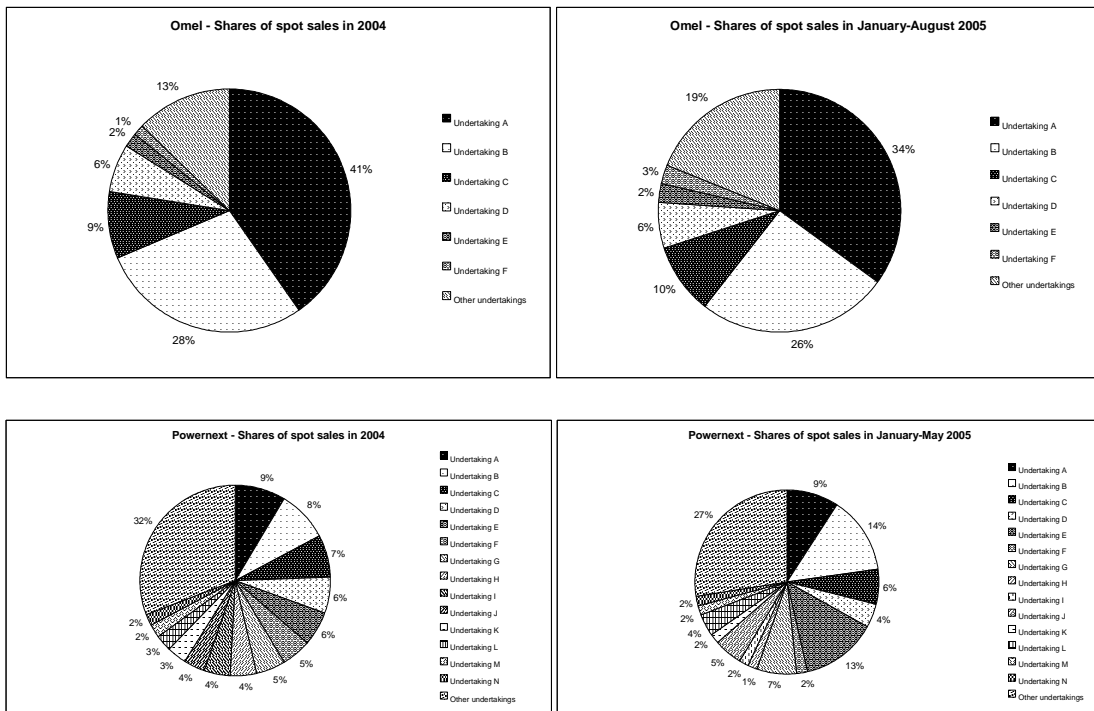 Omel - Shares of spot sales in 2004
13%
1%
2%
6%
9%
28%
41%
Undertaking A
Undertaking B
Undertaking C
Undertaking D
Undertaking E
Undertaking F
Other undertakings
Omel - Shares of spot sales in January-August 2005
19%
3%
2%
6%
10%
26%
34%
Undertaking A
Undertaking B
Undertaking C
Undertaking D
Undertaking E
Undertaking F
Other undertakings
Powernext - Shares of spot sales in 2004
9%
8%
7%
6%
6%
5%
5%
4%
4%
4%
3%
3%
2%
2%
32%
Undertaking A
Undertaking B
Undertaking C
Undertaking D
Undertaking E
Undertaking F
Undertaking G
Undertaking H
Undertaking I
Undertaking J
Undertaking K
Undertaking L
Undertaking M
Undertaking N
Other undertakings
Powernext - Shares of spot sales in January-May 2005
9%
14%
6%
4%
13%
2%
7%
1%
2%
5%
2%
4%
2%
2%
27%
Undertaking A
Undertaking B
Undertaking C
Undertaking D
Undertaking E
Undertaking F
Undertaking G
Undertaking H
Undertaking I
Undertaking J
Undertaking K
Undertaking L
Undertaking M
Undertaking N
Other undertakings